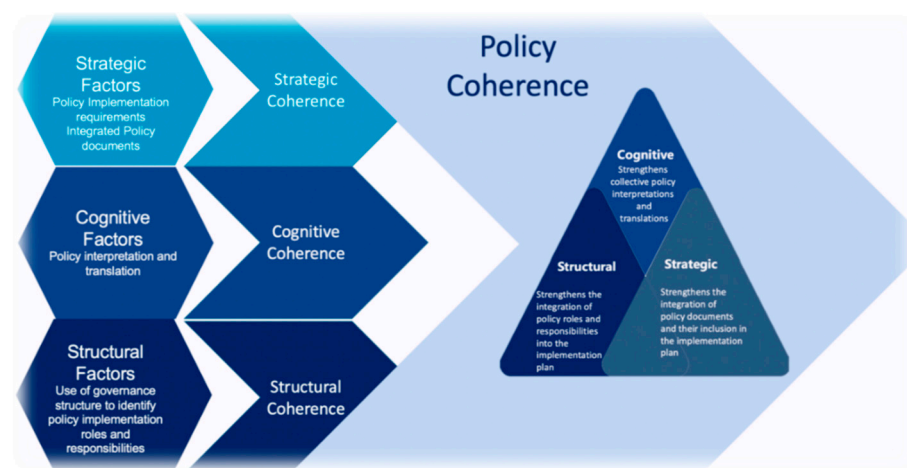 Strategic
Factors
Policy Implementation
requirements
Integrated Policy
documents
Strategic
Coherence
Cognitive
Factors
Policy interpretation and
translation
Cognitive
Coherence
Structural
Factors
Use of governance
structure to identify
policy implementation
roles and
responsibilities
Structural
Coherence
Policy
Coherence
Cognitive
Strengthens
collective policy
interpretations
and
translations
Structural
Strengthens the
integration of
policy roles and
responsibilities
into the
implementation
plan
Strategic
Strengthens the
integration of
policy documents
and their inclusion in
the implementation
plan